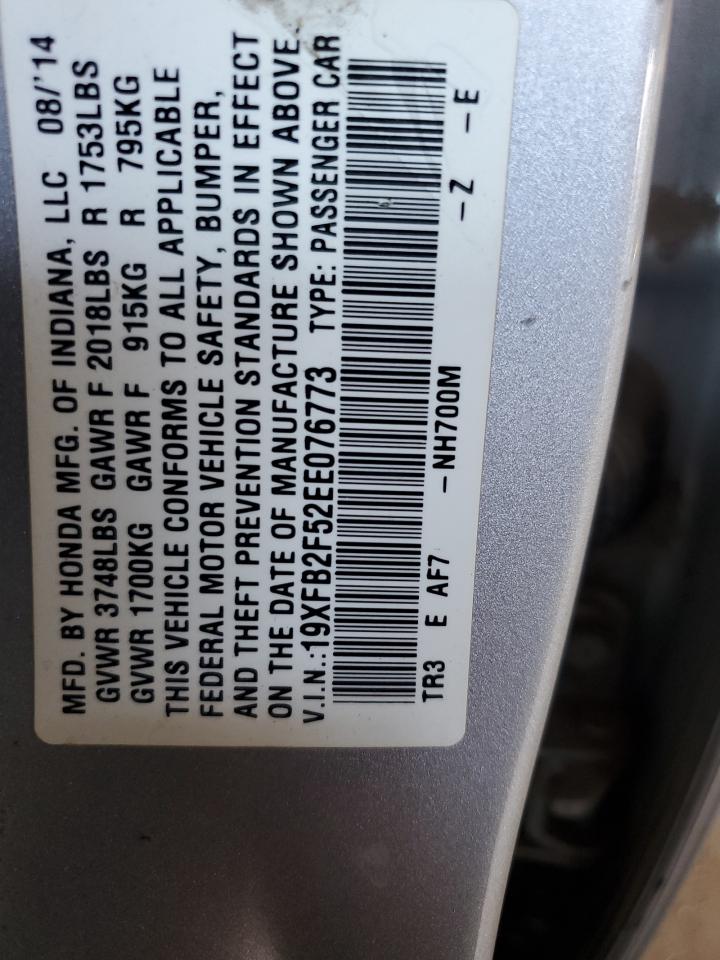 MFD. BY HONDA MFG. OF INDIANA, LLC 08/'14
GVWR 3748LBS GAWR F 2018LBS R 1753LBS
GVWR 1700KG GAWR F 915KG R 795KG
THIS VEHICLE CONFORMS TO ALL APPLICABLE
FEDERAL MOTOR VEHICLE SAFETY, BUMPER,
AND THEFT PREVENTION STANDARDS IN EFFECT
ON THE DATE OF MANUFACTURE SHOWN ABOVE.
V.I.N.:19XFB2F52EE076773 TYPE: PASSENGER CAR
TR3 E AF7 -NH700M -Z -E